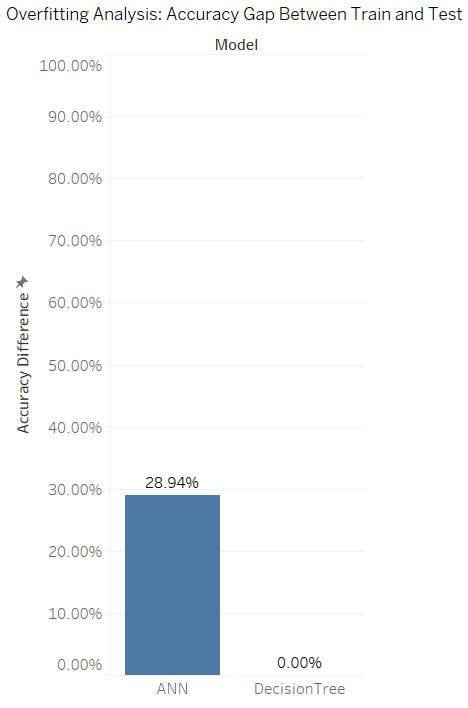 Overfitting Analysis: Accuracy Gap Between Train and Test
Model
100.00%
90.00%
80.00%
70.00%
60.00%
50.00%
40.00%
30.00%
20.00%
10.00%
0.00%
Accuracy Difference
28.94%
0.00%
ANN
DecisionTree